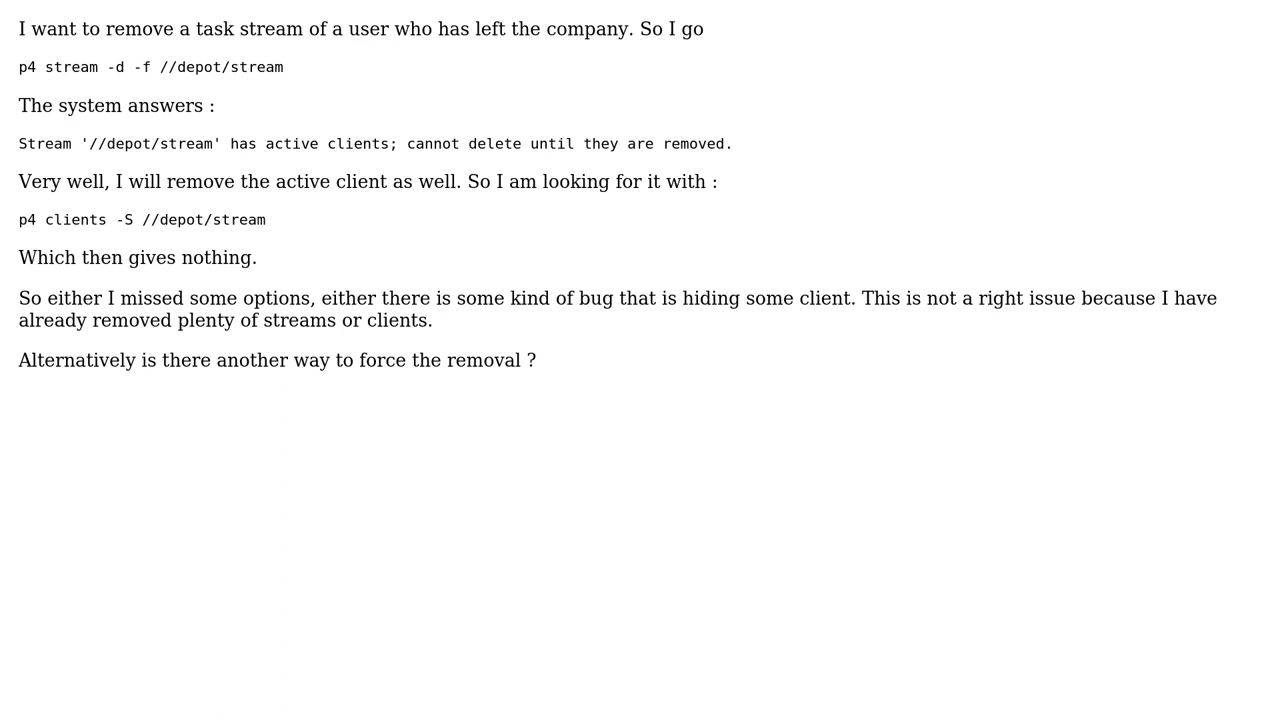 I want to remove a task stream of a user who has left the company. So I go
p4 stream -d -f //depot/stream
The system answers :
Stream '//depot/stream' has active clients; cannot delete until they are removed.
Very well, I will remove the active client as well. So I am looking for it with :
p4 clients -S //depot/stream
Which then gives nothing.
So either I missed some options, either there is some kind of bug that is hiding some client. This is not a right issue because I have
already removed plenty of streams or clients.
Alternatively is there another way to force the removal ?